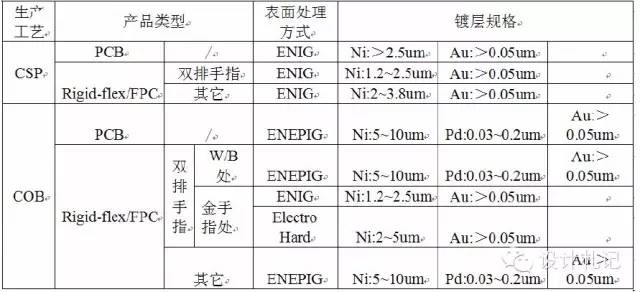 生产工艺 产品类型 表面处理方式 镀层规格
CSP PCB / ENIG Ni:＞2.5um Au:＞0.05um
Rigid-flex/FPC 双排手指 ENIG Ni:1.2~2.5um Au:＞0.05um
其它 ENIG Ni:2~3.8um Au:＞0.05um
COB PCB / ENEPIG Ni:5~10um Pd:0.03~0.2um Au:＞0.05um
Rigid-flex/FPC 双排手指 W/B处 ENEPIG Ni:5~10um Pd:0.03~0.2um Au:＞0.05um
金手指处 ENIG Ni:1.2~2.5um Au:＞0.05um
Electro Hard Ni:2~5um Au:＞0.05um
其它 ENEPIG Ni:5~10um Pd:0.03~0.2um Au:＞0.05um
设计札记